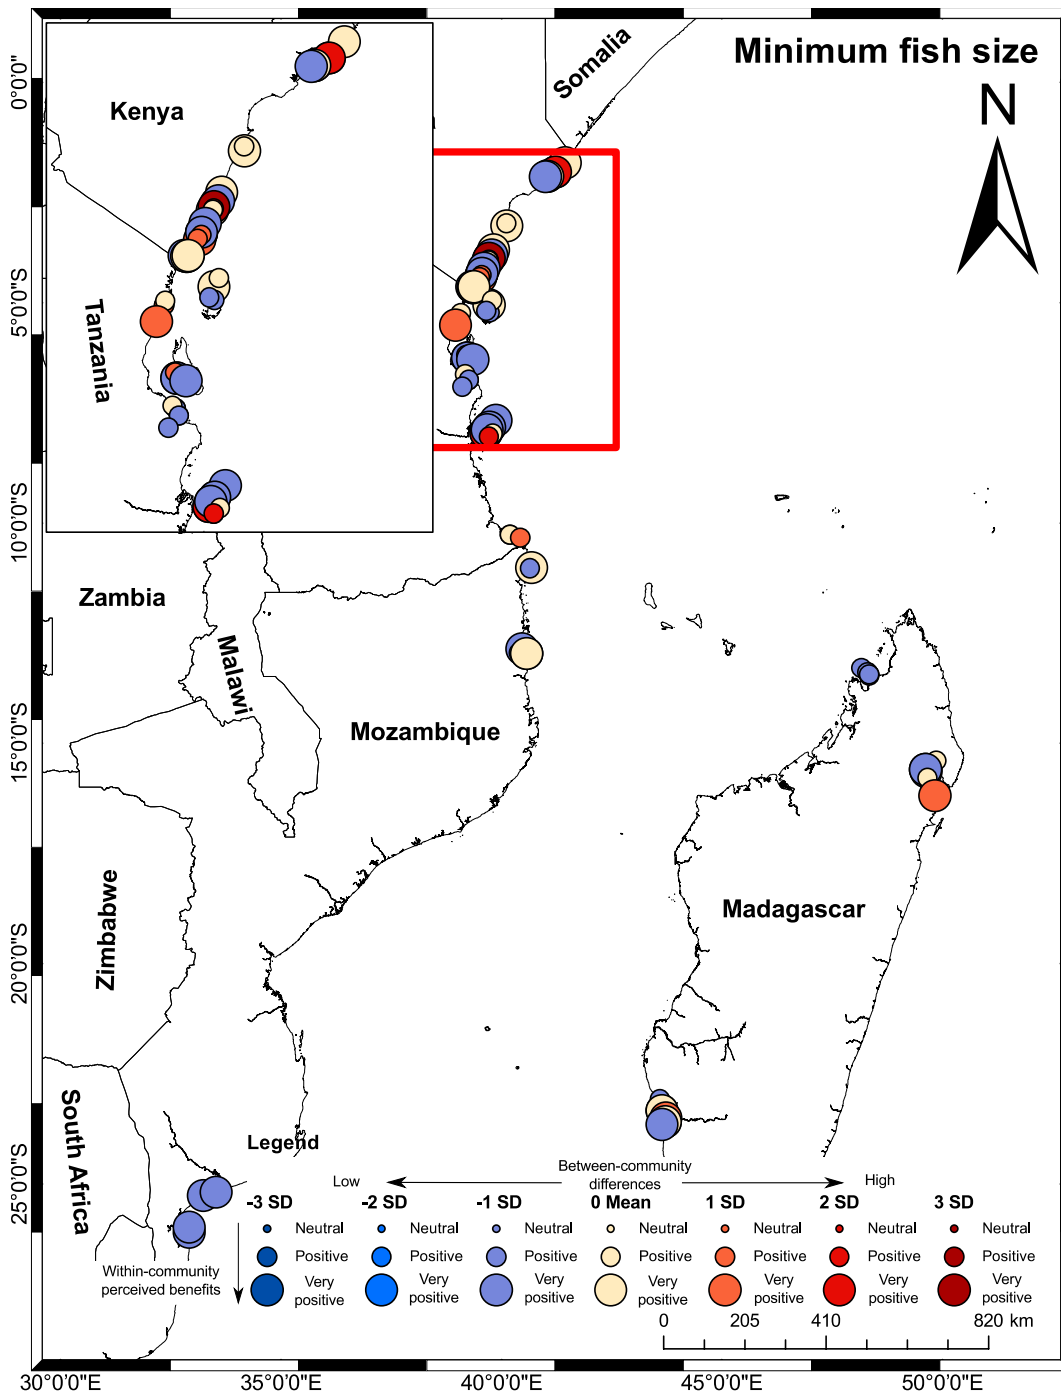 Minimum fish size
N
Somalia
Kenya
Tanzania
Zambia
Malawi
Mozambique
Zimbabwe
Madagascar
South Africa
0°0'0"
5°0'0"S
10°0'0"S
15°0'0"S
20°0'0"S
25°0'0"S
Legend
Between-community
differences
Low
High
-3 SD -2 SD -1 SD 0 Mean 1 SD 2 SD 3 SD
Neutral Neutral Neutral Neutral Neutral Neutral Neutral
Positive Positive Positive Positive Positive Positive Positive
Very Very Very Very Very Very Very
positive positive positive positive positive positive positive
Within-community
perceived benefits
0 205 410 820 km
30°0'0"E 35°0'0"E 40°0'0"E 45°0'0"E 50°0'0"E